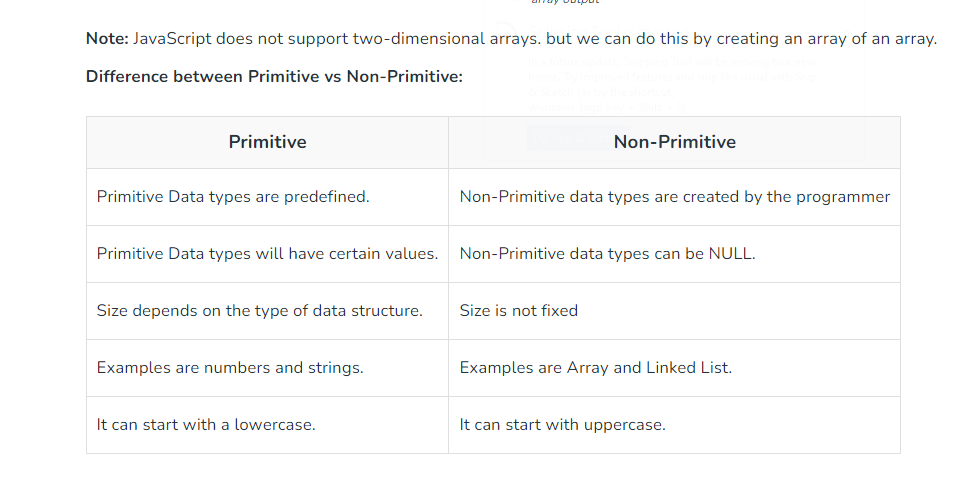 array output
Note: JavaScript does not support two-dimensional arrays. but we can do this by creating an array of an array.
Difference between Primitive vs Non-Primitive:
Primitive
Non-Primitive
Primitive Data types are predefined.
Non-Primitive data types are created by the programmer
Primitive Data types will have certain values.
Non-Primitive data types can be NULL.
Size depends on the type of data structure.
Size is not fixed
Examples are numbers and strings.
Examples are Array and Linked List.
It can start with a lowercase.
It can start with uppercase.